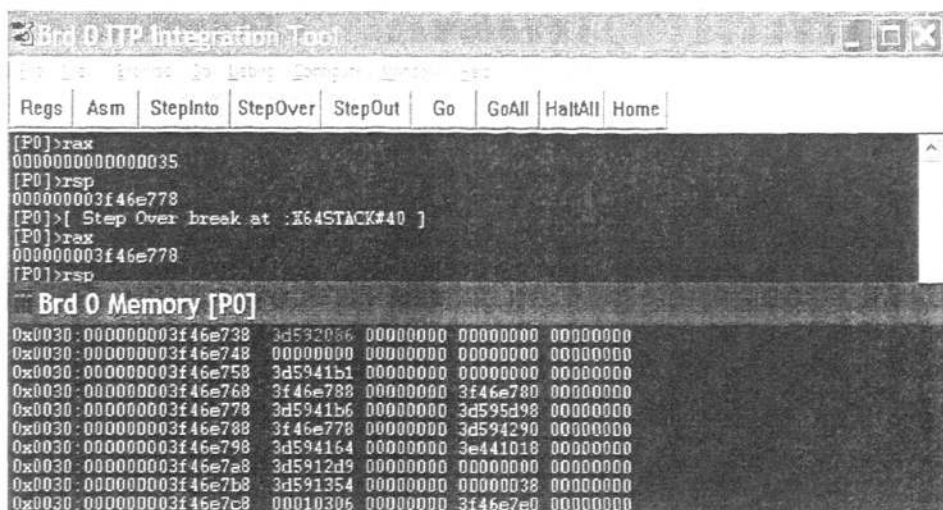 Brd 0 ITP Integration Tool
Regs Asm StepInto StepOver StepOut Go GoAll HaltAll Home
[P0]>rax
0000000000000035
[P0]>rsp
000000003f46e778
[P0]>[ Step Over break at :X64STACK#40 ]
[P0]>rax
000000003f46e778
[P0]>rsp
Brd 0 Memory [P0]
0x0030:000000003f46e738 3d592086 00000000 00000000 00000000
0x0030:000000003f46e748 00000000 00000000 00000000 00000000
0x0030:000000003f46e758 3d5941b1 00000000 00000000 00000000
0x0030:000000003f46e768 3f46e788 00000000 3f46e780 00000000
0x0030:000000003f46e778 3d5941b6 00000000 3d595d98 00000000
0x0030:000000003f46e788 3f46e778 00000000 3d594290 00000000
0x0030:000000003f46e798 3d594164 00000000 3e441018 00000000
0x0030:000000003f46e7a8 3d5912d9 00000000 00000000 00000000
0x0030:000000003f46e7b8 3d591354 00000000 00000038 00000000
0x0030:000000003f46e7c8 00010306 00000000 3f46e7e0 00000000